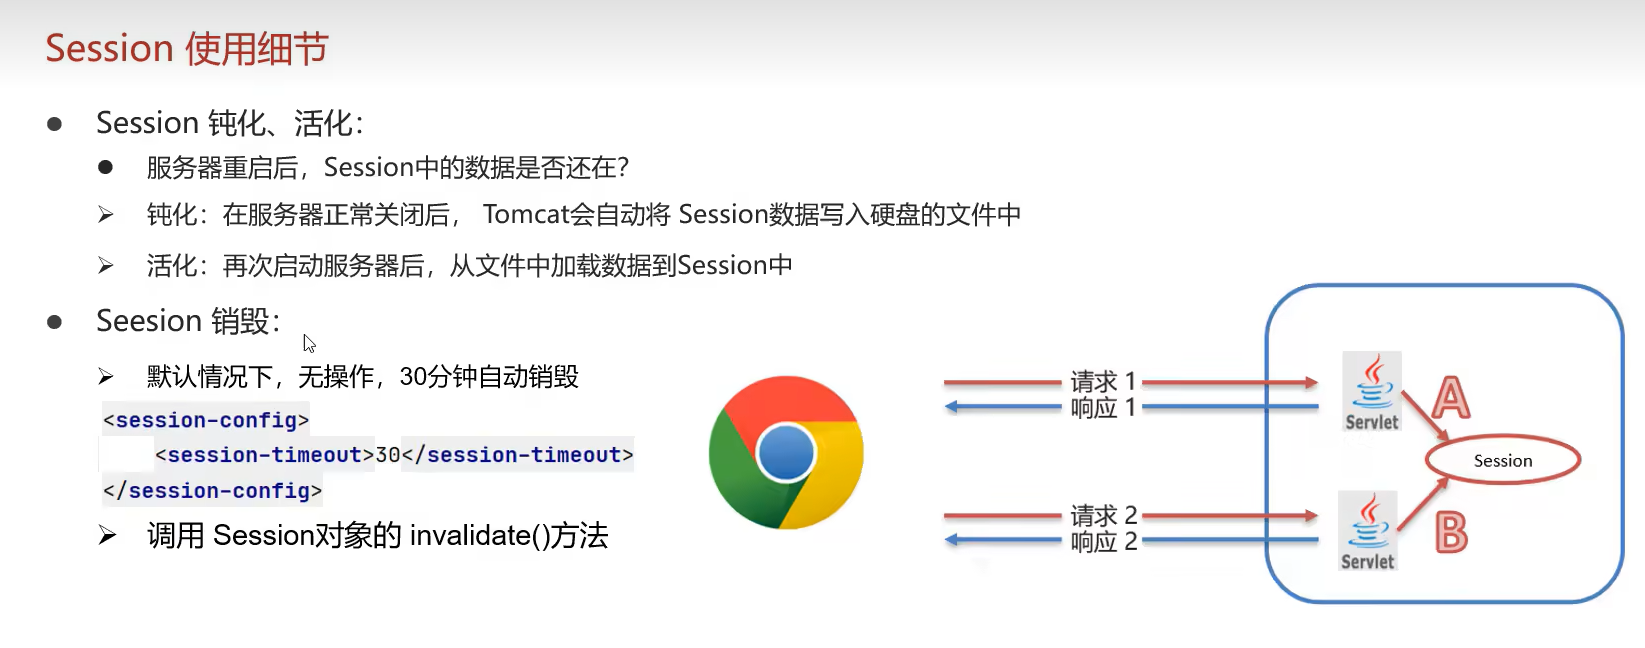 Session 使用细节
Session 钝化、活化：
服务器重启后，Session中的数据是否还在？
钝化：在服务器正常关闭后， Tomcat会自动将 Session数据写入硬盘的文件中
活化：再次启动服务器后，从文件中加载数据到Session中
Seesion 销毁：
默认情况下，无操作，30分钟自动销毁
<session-config>
<session-timeout>30</session-timeout>
</session-config>
调用 Session对象的 invalidate()方法
请求 1
响应 1
请求 2
响应 2
Servlet
A
Session
B
Servlet